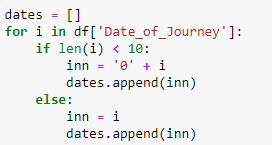 dates = []
for i in df['Date_of_Journey']:
    if len(i) < 10:
        inn = '0' + i
        dates.append(inn)
    else:
        inn = i
        dates.append(inn)